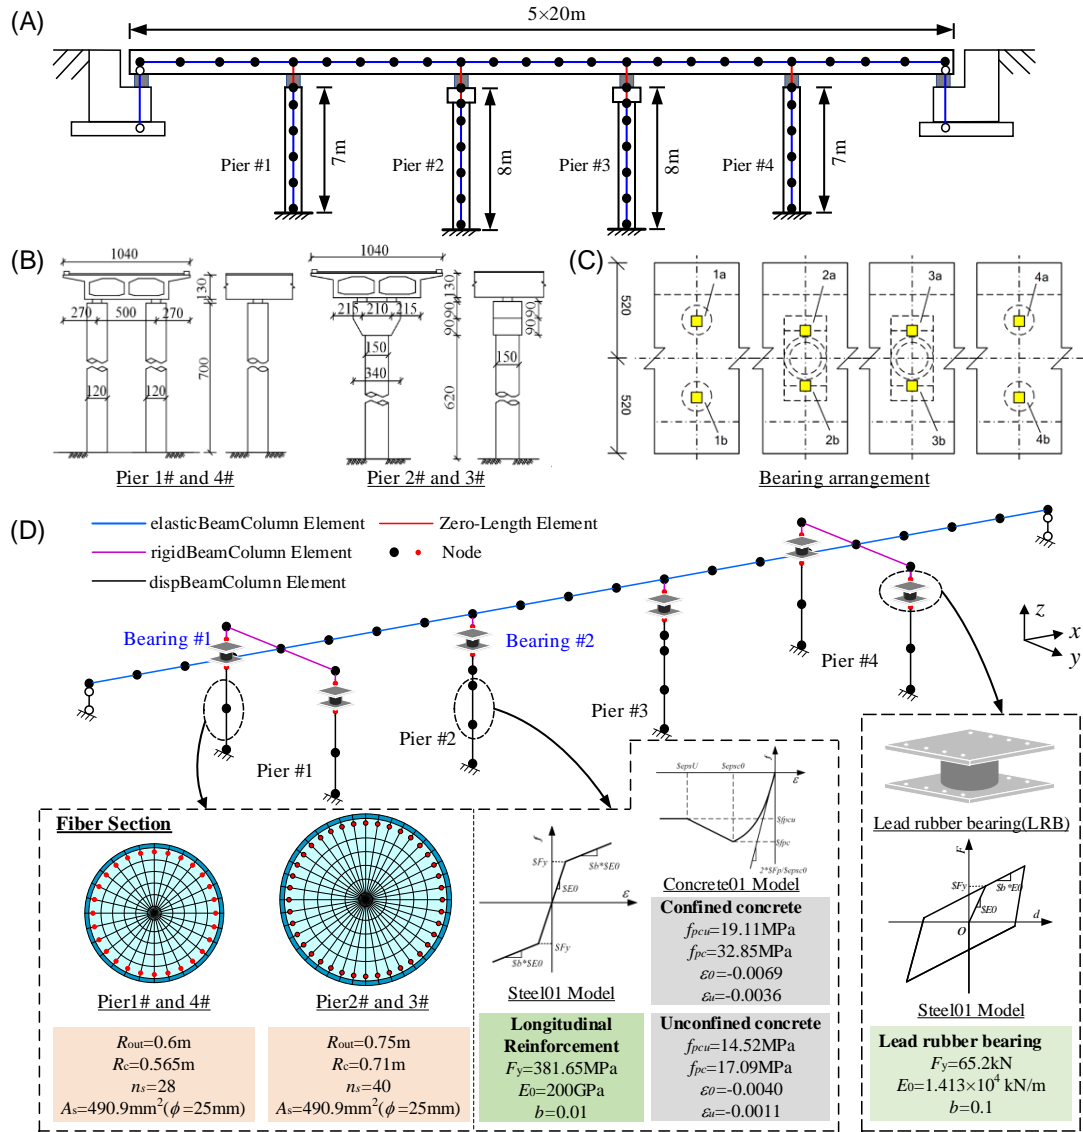 (A)
5×20m
Pier #1
7m
Pier #2
8m
Pier #3
8m
Pier #4
7m
(B)
1040
130
270
500
270
700
120
120
Pier 1# and 4#
1040
130
9090
215
210
215
9090
150
150
340
620
Pier 2# and 3#
(C)
520
520
1a
2a
3a
4a
1b
2b
3b
4b
Bearing arrangement
(D)
elasticBeamColumn Element
Zero-Length Element
rigidBeamColumn Element
Node
dispBeamColumn Element
Bearing #1
Bearing #2
Pier #1
Pier #2
Pier #3
Pier #4
z
x
y
Fiber Section
Pier1# and 4#
Pier2# and 3#
Rout=0.6m
Rc=0.565m
ns=28
As=490.9mm²(ϕ=25mm)
Rout=0.75m
Rc=0.71m
ns=40
As=490.9mm²(ϕ=25mm)
f
$Fy
$b*$E0
$E0
ε
$Fy
$b*$E0
Steel01 Model
Longitudinal
Reinforcement
Fy=381.65MPa
E0=200GPa
b=0.01
f
$epsU
$epsc0
ε
$fpcu
$fpc
2*$Fp/$epsc0
Concrete01 Model
Confined concrete
fpcu=19.11MPa
fpc=32.85MPa
ε0=-0.0069
εu=-0.0036
Unconfined concrete
fpcu=14.52MPa
fpc=17.09MPa
ε0=-0.0040
εu=-0.0011
Lead rubber bearing(LRB)
F
$Fy
$b*E0
$E0
d
O
Steel01 Model
Lead rubber bearing
Fy=65.2kN
E0=1.413×10⁴ kN/m
b=0.1